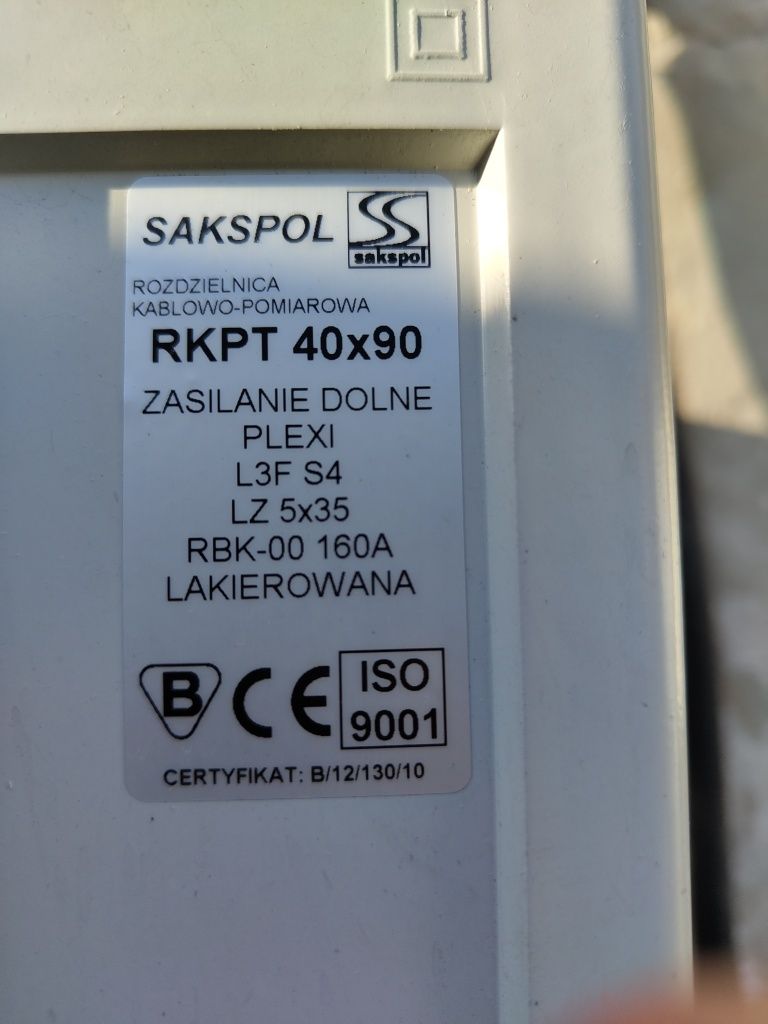 SAKSPOL
sakspol
ROZDZIELNICA
KABLOWO-POMIAROWA
RKPT 40x90
ZASILANIE DOLNE
PLEXI
L3F S4
LZ 5x35
RBK-00 160A
LAKIEROWANA
B CE ISO
9001
CERTYFIKAT: B/12/130/10